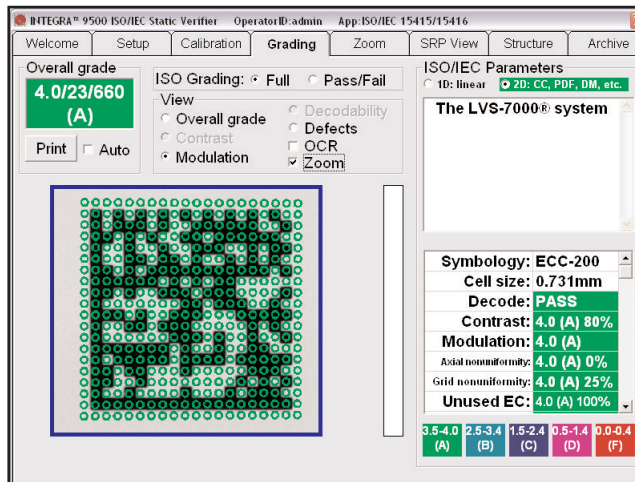 INTEGRA™ 9500 ISO/IEC Static Verifier OperatorID:admin App:ISO/IEC 15415/15416
Welcome Setup Calibration Grading Zoom SRP View Structure Archive
Overall grade
4.0/23/660
(A)
Print Auto
ISO Grading: Full Pass/Fail
View
Overall grade
Contrast
Modulation
Decodability
Defects
OCR
Zoom
ISO/IEC Parameters
1D: linear 2D: CC, PDF, DM, etc.
The LVS-7000® system
Symbology: ECC-200
Cell size: 0.731mm
Decode: PASS
Contrast: 4.0 (A) 80%
Modulation: 4.0 (A)
Axial nonuniformity: 4.0 (A) 0%
Grid nonuniformity: 4.0 (A) 25%
Unused EC: 4.0 (A) 100%
3.5-4.0 2.5-3.4 1.5-2.4 0.5-1.4 0.0-0.4
(A) (B) (C) (D) (F)